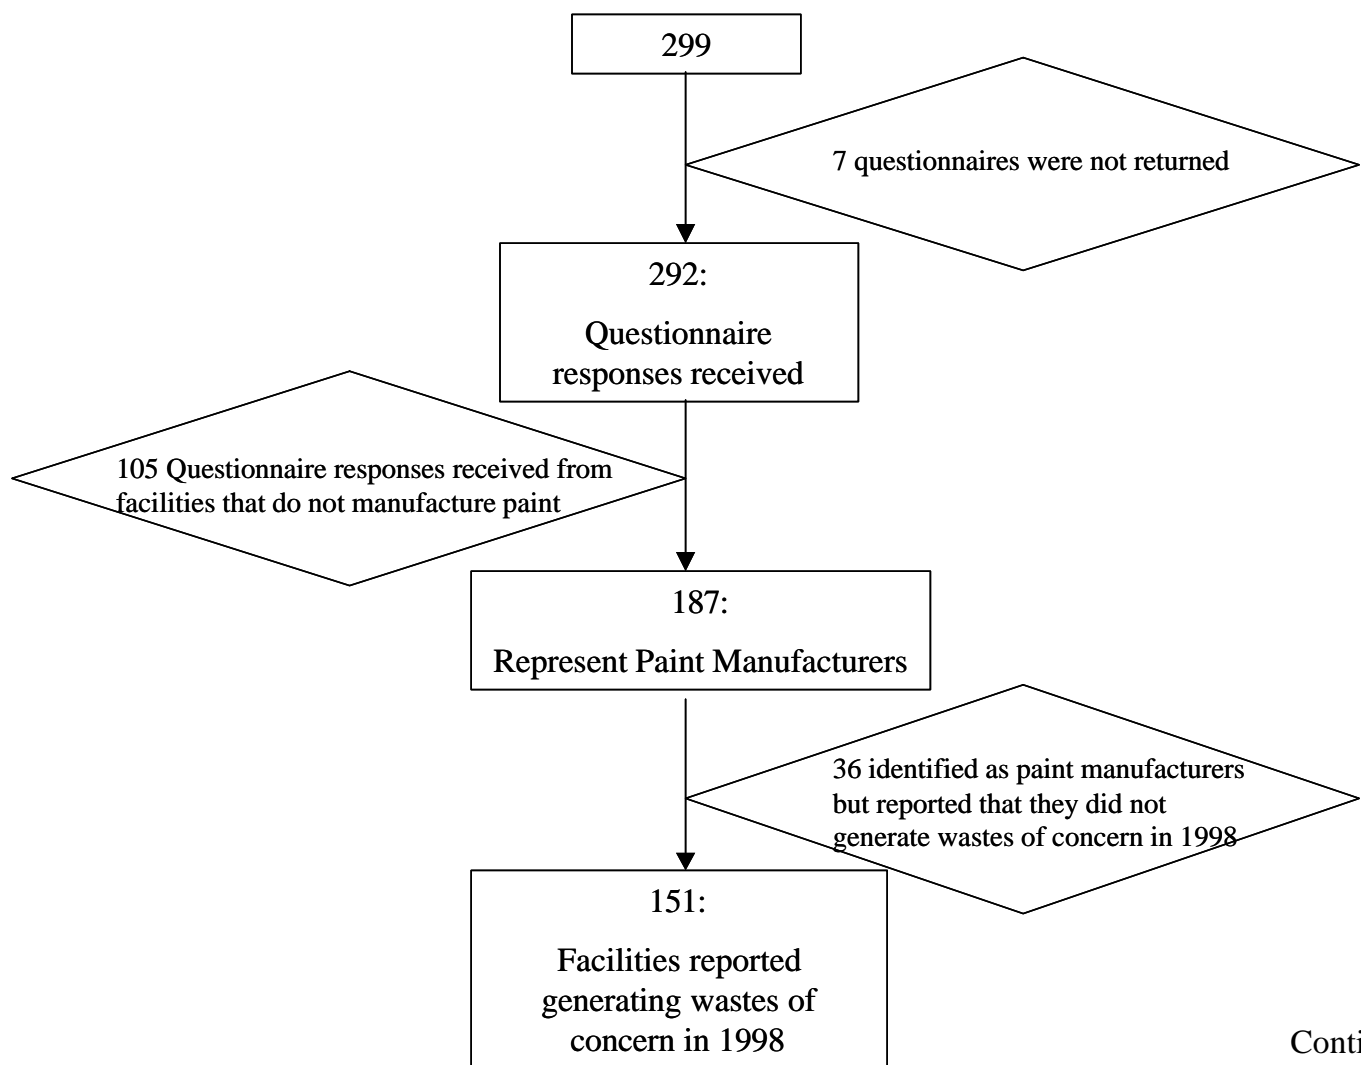 299
7 questionnaires were not returned
292:
Questionnaire
responses received
105 Questionnaire responses received from
facilities that do not manufacture paint
187:
Represent Paint Manufacturers
36 identified as paint manufacturers
but reported that they did not
generate wastes of concern in 1998
151:
Facilities reported
generating wastes of
concern in 1998
Conti